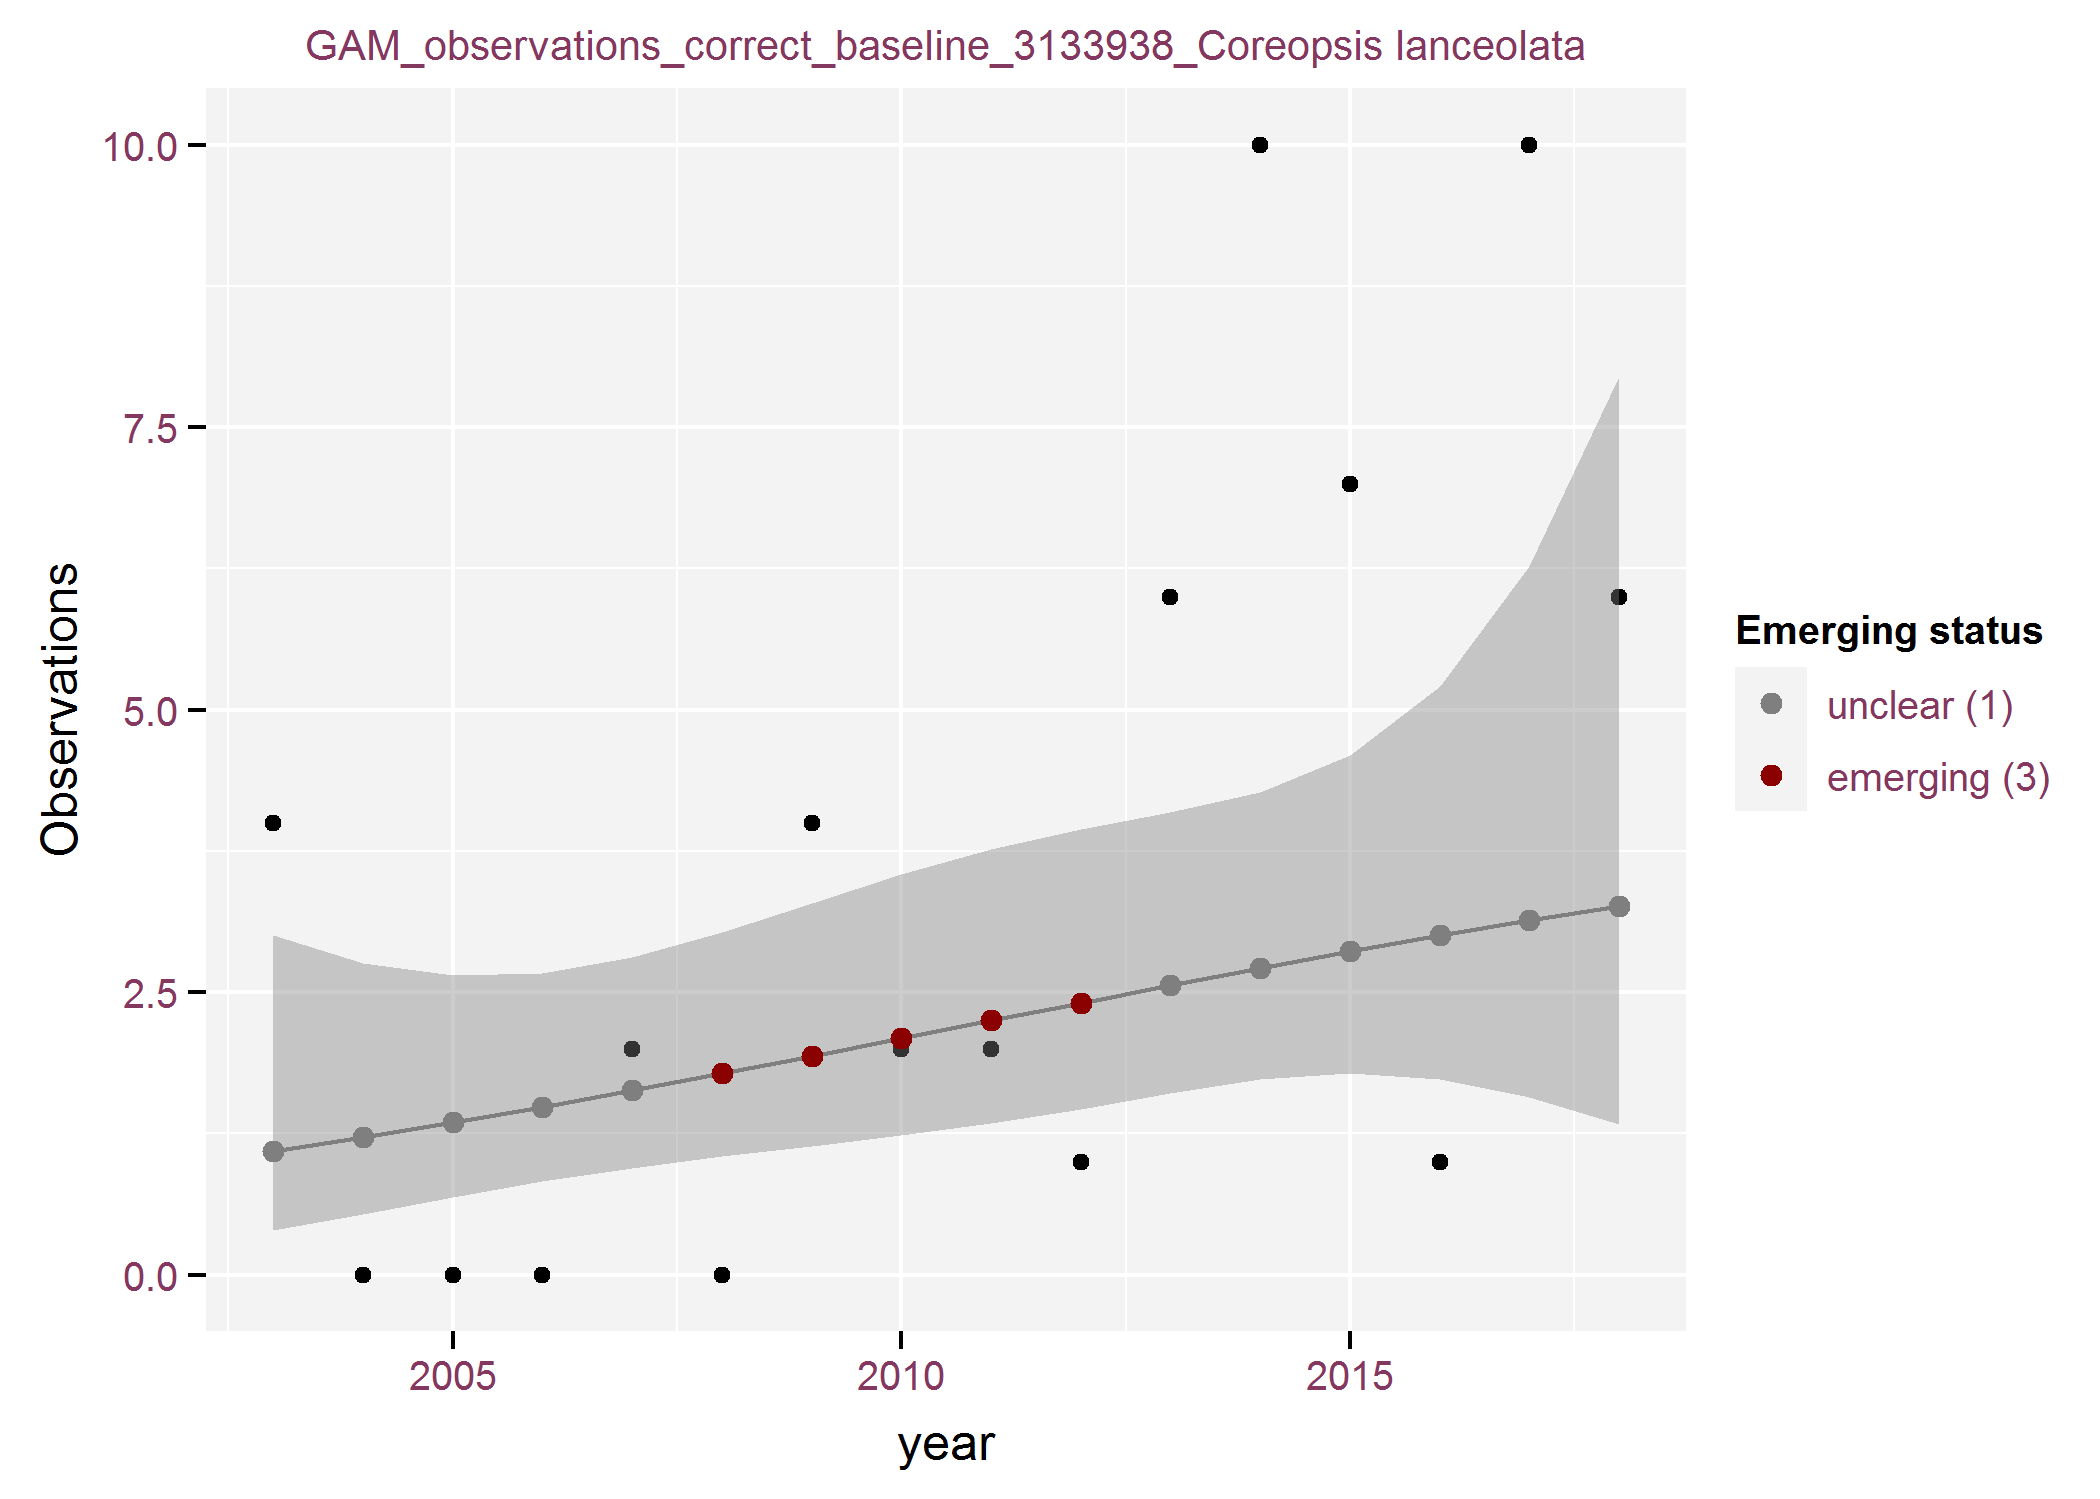 GAM_observations_correct_baseline_3133938_Coreopsis lanceolata
10.0
7.5
5.0
2.5
0.0
Observations
2005
2010
2015
year
Emerging status
unclear (1)
emerging (3)